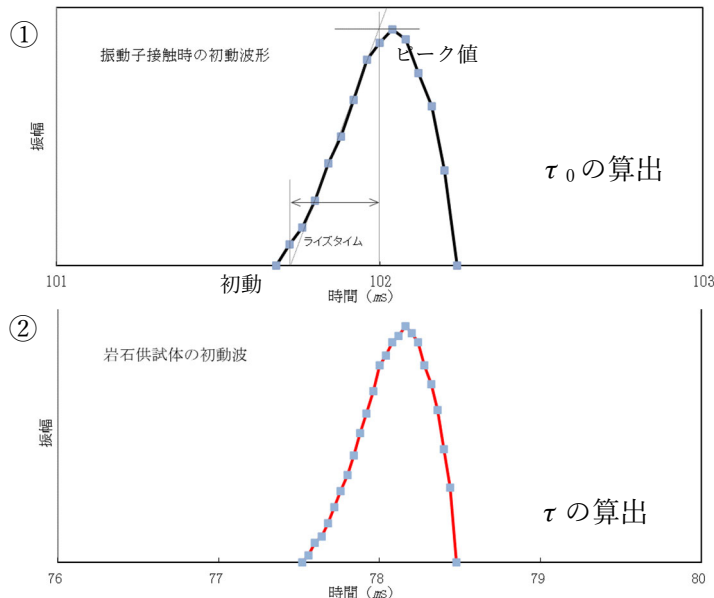 ①
振動子接触時の初動波形
ピーク値
振幅
τ₀の算出
ライズタイム
初動
101
102
103
時間（㎳）
②
岩石供試体の初動波
振幅
τの算出
76
77
78
79
80
時間（㎳）